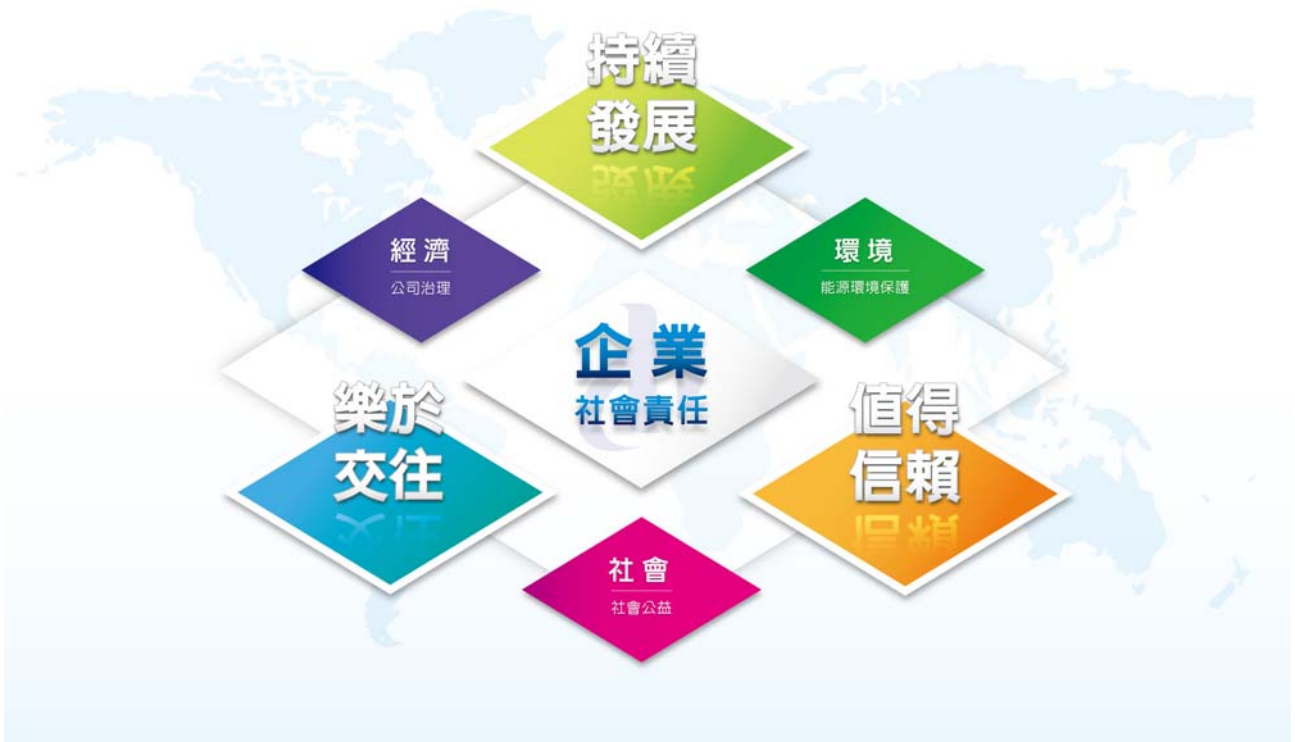 持續
發展
經濟
公司治理
環境
能源環境保護
企業
社會責任
樂於
交往
值得
信賴
社會
社會公益